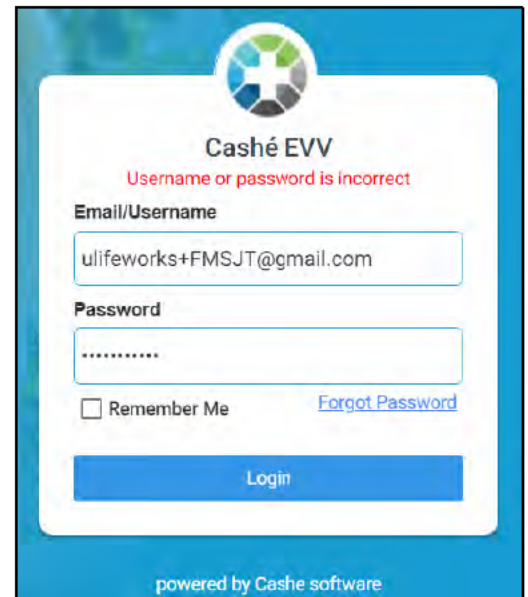 Cashé EVV
Username or password is incorrect
Email/Username
ulifeworks+FMSJT@gmail.com
Password
•••••••••••
Remember Me
Forgot Password
Login
powered by Cashe software